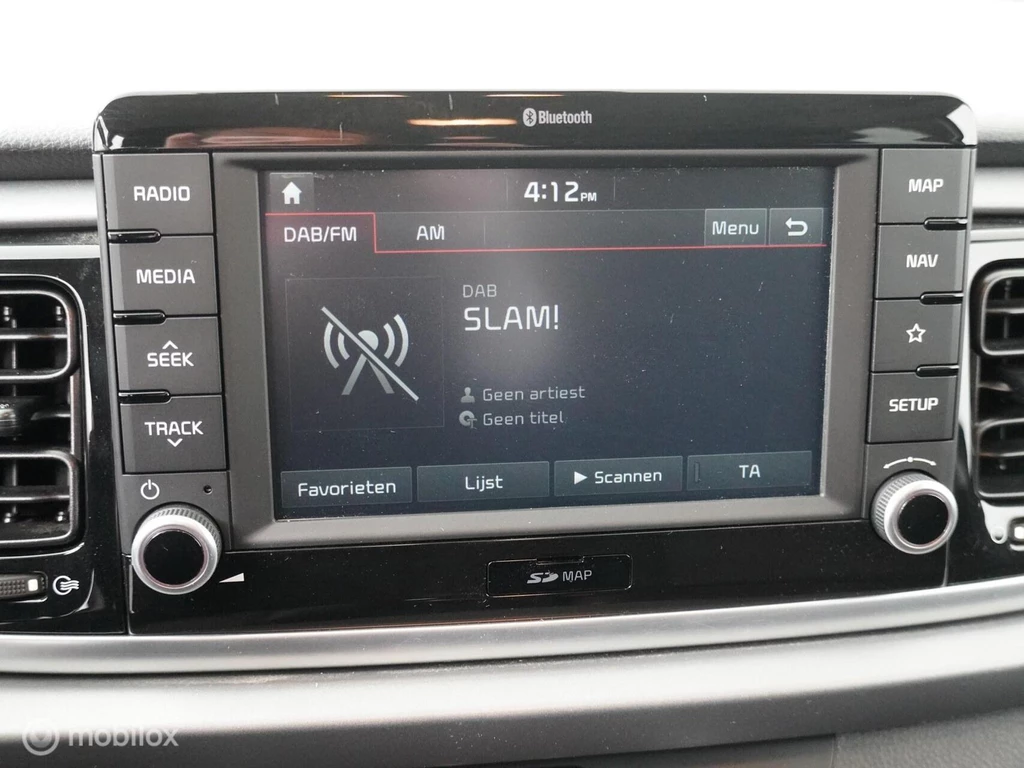 Bluetooth
RADIO
MEDIA
SEEK
TRACK
4:12PM
DAB/FM AM Menu
DAB
SLAM!
Geen artiest
Geen titel
Favorieten Lijst Scannen TA
MAP
NAV
SETUP
SD MAP
mobilox